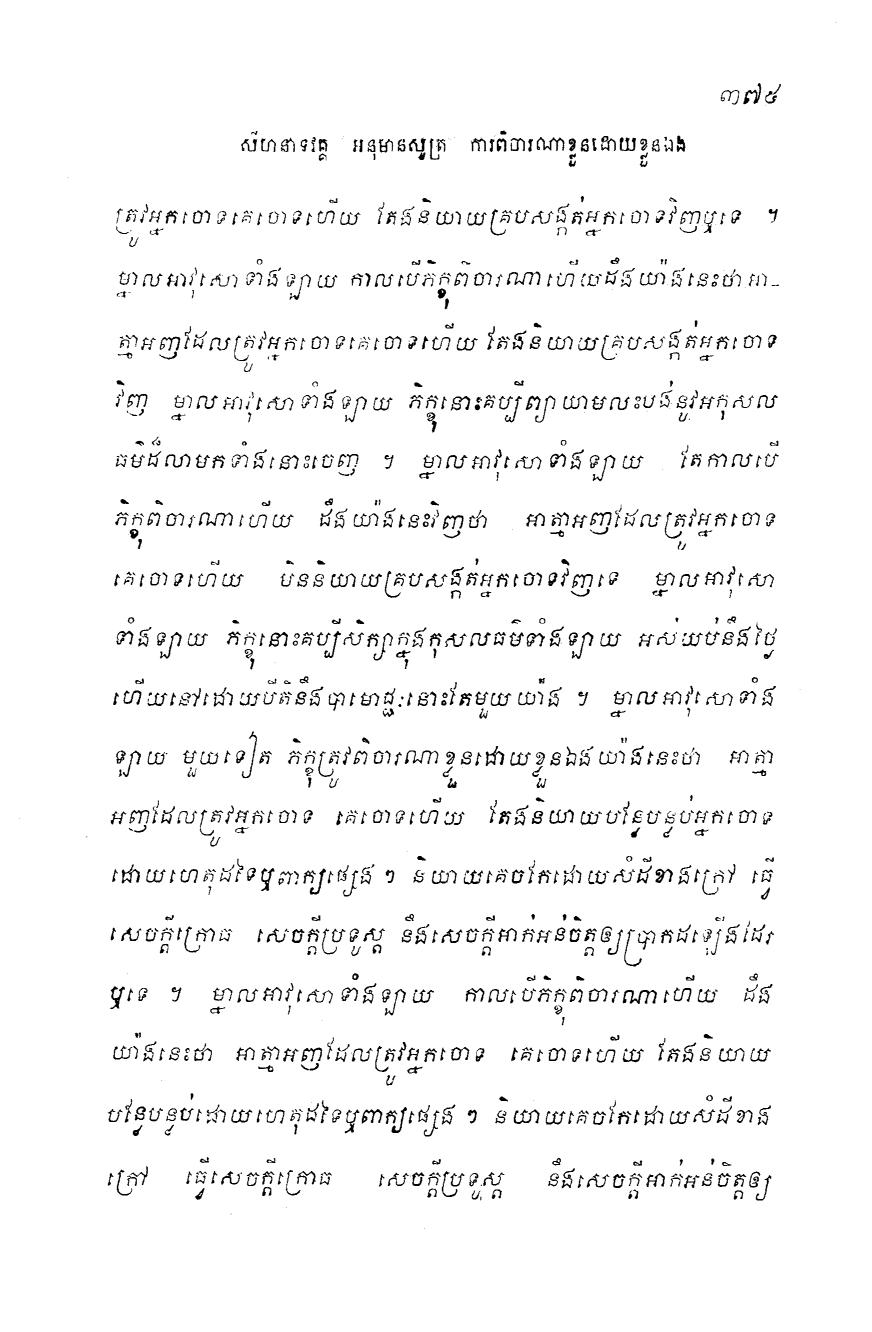 ៣៧៥
សីហនាទវគ្គ អនុមានសូត្រ ការពិចារណាខ្លួនដោយខ្លួនឯង
ត្រូវអ្នកចោទគេចោទហើយ តែងនិយាយគ្របសង្កត់អ្នកចោទវិញឬទេ ។
ម្នាលអាវុសោទាំងឡាយ កាលបើភិក្ខុពិចារណាហើយដឹងយ៉ាងនេះថា អា-
ត្មាអញដែលត្រូវអ្នកចោទគេចោទហើយ តែងនិយាយគ្របសង្កត់អ្នកចោទ
វិញ ម្នាលអាវុសោទាំងឡាយ ភិក្ខុនោះគប្បីព្យាយាមលះបង់នូវអកុសល
ធម៌ដ៏លាមកទាំងនោះចេញ ។ ម្នាលអាវុសោទាំងឡាយ តែកាលបើ
ភិក្ខុពិចារណាហើយ ដឹងយ៉ាងនេះវិញថា អាត្មាអញដែលត្រូវអ្នកចោទ
គេចោទហើយ មិននិយាយគ្របសង្កត់អ្នកចោទវិញទេ ម្នាលអាវុសោ
ទាំងឡាយ ភិក្ខុនោះគប្បីសិក្សាក្នុងកុសលធម៌ទាំងឡាយ អស់យប់នឹងថ្ងៃ
ហើយនៅដោយបីតិនឹងបាមោជ្ជៈនោះតែមួយយ៉ាង ។ ម្នាលអាវុសោទាំង
ឡាយ មួយទៀត ភិក្ខុត្រូវពិចារណាខ្លួនដោយខ្លួនឯងយ៉ាងនេះថា អាត្មា
អញដែលត្រូវអ្នកចោទ គេចោទហើយ តែងនិយាយបន្លែបន្លប់អ្នកចោទ
ដោយហេតុដទៃឬពាក្យផ្សេង ៗ និយាយគេចកែដោយសំដីខាងក្រៅ ធ្វើ
សេចក្តីក្រោធ សេចក្តីប្រទូស្ត នឹងសេចក្តីអាក់អន់ចិត្តឲ្យប្រាកដឡើងដែរ
ឬទេ ។ ម្នាលអាវុសោទាំងឡាយ កាលបើភិក្ខុពិចារណាហើយ ដឹង
យ៉ាងនេះថា អាត្មាអញដែលត្រូវអ្នកចោទ គេចោទហើយ តែងនិយាយ
បន្លែបន្លប់ដោយហេតុដទៃឬពាក្យផ្សេង ៗ និយាយគេចកែដោយសំដីខាង
ក្រៅ ធ្វើសេចក្តីក្រោធ សេចក្តីប្រទូស្ត នឹងសេចក្តីអាក់អន់ចិត្តឲ្យ